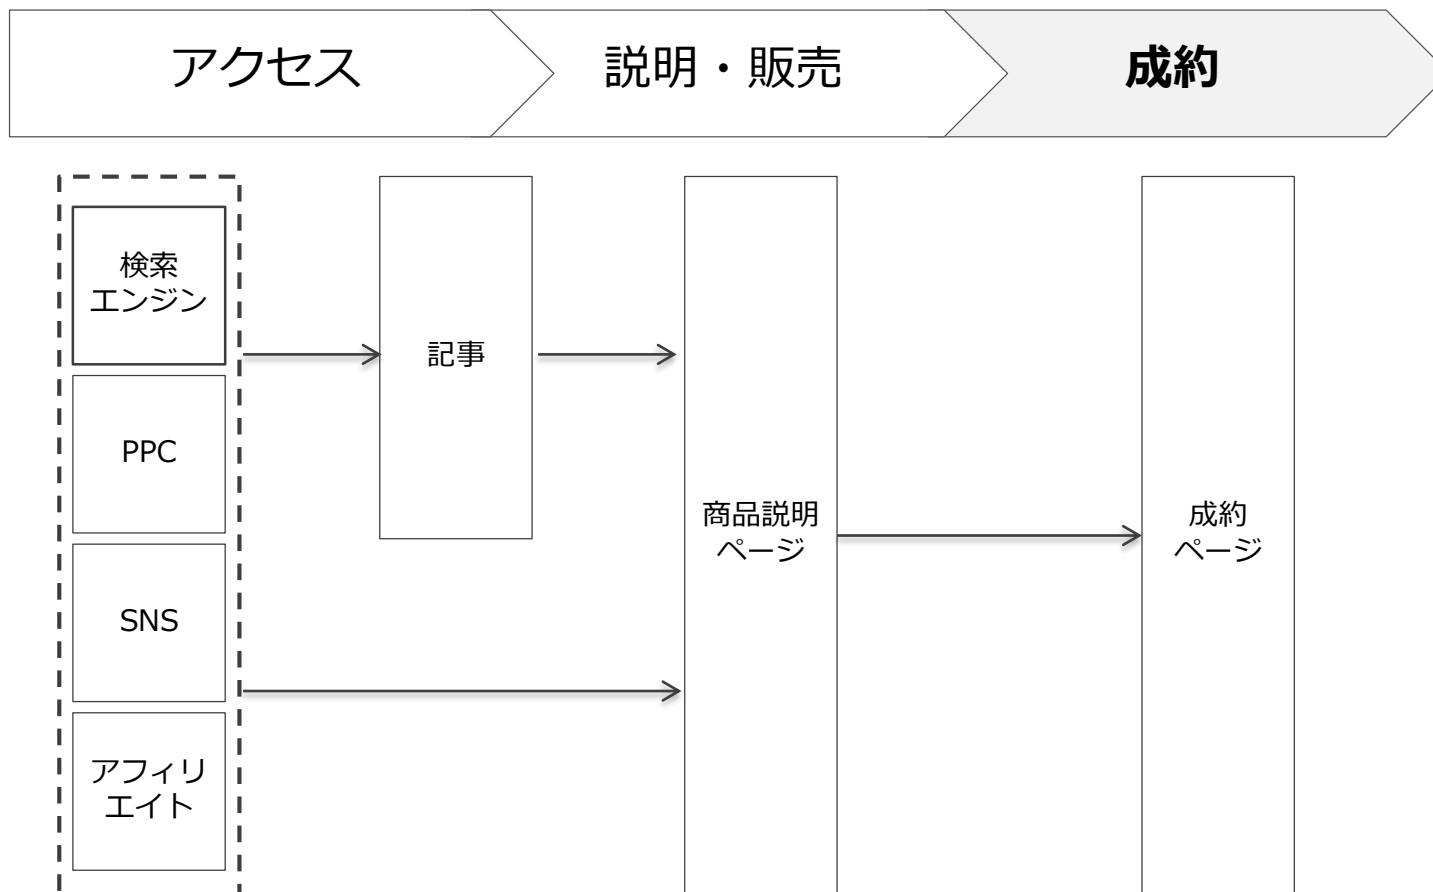 アクセス
説明・販売
成約
検索
エンジン
PPC
SNS
アフィリ
エイト
記事
商品説明
ページ
成約
ページ